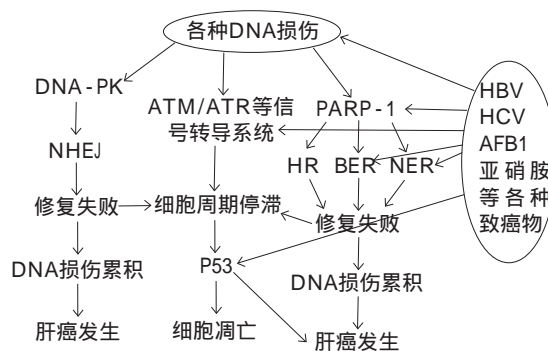 各种DNA损伤
DNA-PK
ATM/ATR等信
号转导系统
PARP-1
HBV
HCV
AFB1
亚硝胺
等各种
致癌物
NHEJ
HR BER NER
修复失败
细胞周期停滞
修复失败
DNA损伤累积
P53
DNA损伤累积
肝癌发生
细胞凋亡
肝癌发生